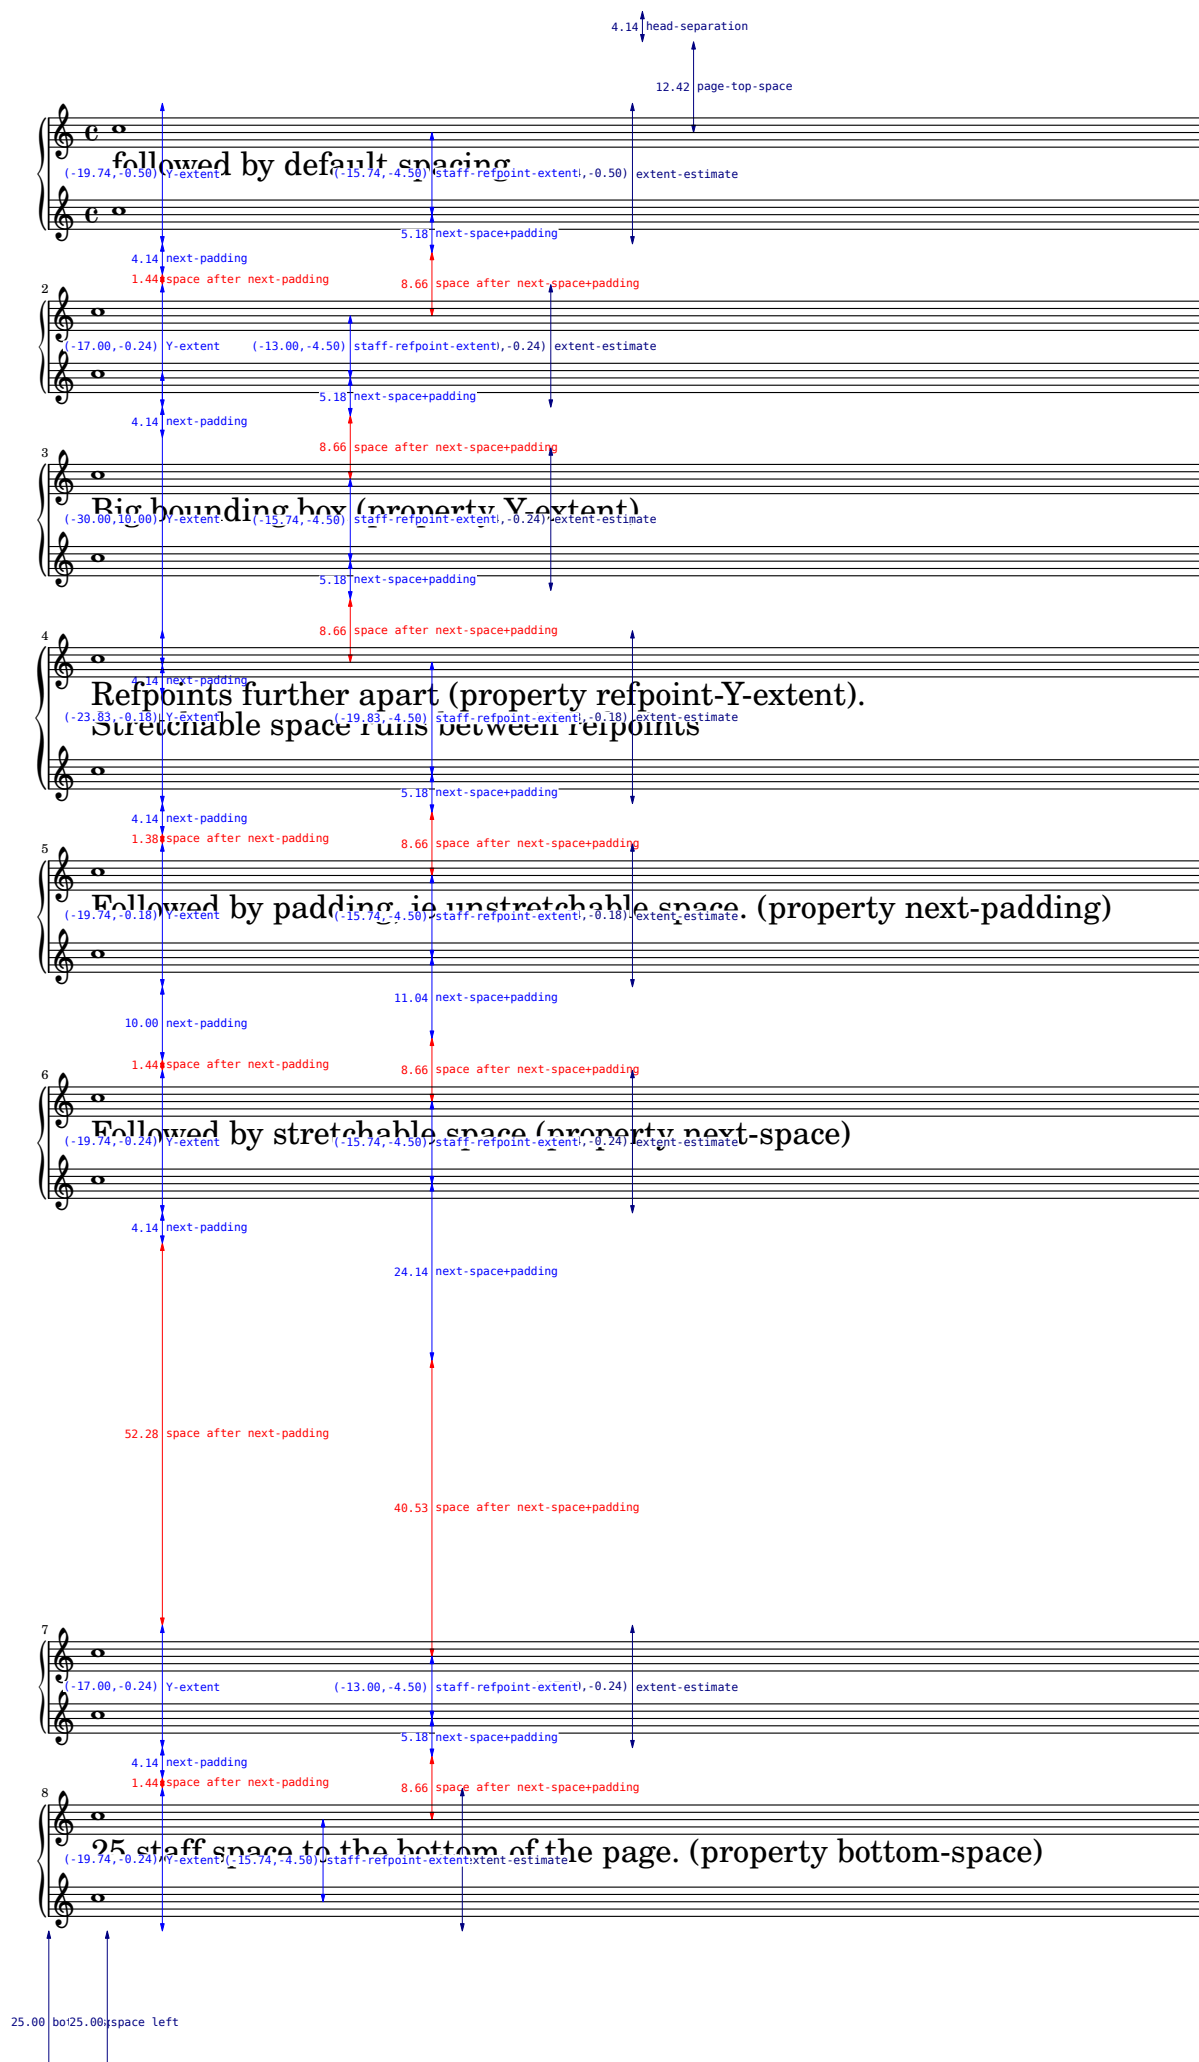 4.14 head-separation
12.42 page-top-space
followed by default spacing
(-19.74,-0.50) Y-extent (-15.74,-4.50) staff-refpoint-extent ,-0.50) extent-estimate
5.18 next-space+padding
4.14 next-padding
1.44 space after next-padding
8.66 space after next-space+padding
2
(-17.00,-0.24) Y-extent (-13.00,-4.50) staff-refpoint-extent ,-0.24) extent-estimate
5.18 next-space+padding
4.14 next-padding
8.66 space after next-space+padding
3
Big bounding box (property Y-extent)
(-30.00,10.00) Y-extent (-15.74,-4.50) staff-refpoint-extent ,-0.24) extent-estimate
5.18 next-space+padding
8.66 space after next-space+padding
4
4.14 next-padding
Refpoints further apart (property refpoint-Y-extent).
(-23.83,-0.18) Y-extent (-19.83,-4.50) staff-refpoint-extent ,-0.18) extent-estimate
Stretchable space runs between refpoints
5.18 next-space+padding
4.14 next-padding
1.38 space after next-padding
8.66 space after next-space+padding
5
Followed by padding, ie unstretchable space. (property next-padding)
(-19.74,-0.18) Y-extent (-15.74,-4.50) staff-refpoint-extent ,-0.18) extent-estimate
11.04 next-space+padding
10.00 next-padding
1.44 space after next-padding
8.66 space after next-space+padding
6
Followed by stretchable space (property next-space)
(-19.74,-0.24) Y-extent (-15.74,-4.50) staff-refpoint-extent ,-0.24) extent-estimate
4.14 next-padding
24.14 next-space+padding
52.28 space after next-padding
40.53 space after next-space+padding
7
(-17.00,-0.24) Y-extent (-13.00,-4.50) staff-refpoint-extent ,-0.24) extent-estimate
5.18 next-space+padding
4.14 next-padding
1.44 space after next-padding
8.66 space after next-space+padding
8
25 staff space to the bottom of the page. (property bottom-space)
(-19.74,-0.24) Y-extent (-15.74,-4.50) staff-refpoint-extent extent-estimate
25.00 25.00 space left